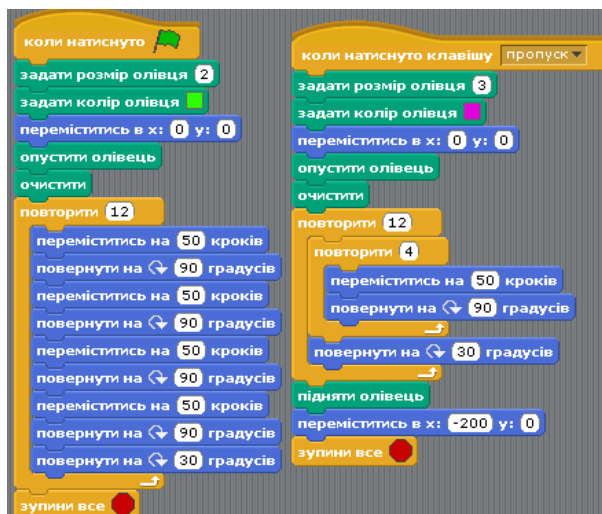 коли натиснуто
задати розмір олівця 2
задати колір олівця
переміститись в x: 0 y: 0
опустити олівець
очистити
повторити 12
переміститись на 50 кроків
повернути на 90 градусів
переміститись на 50 кроків
повернути на 90 градусів
переміститись на 50 кроків
повернути на 90 градусів
переміститись на 50 кроків
повернути на 90 градусів
повернути на 30 градусів
зупини все
коли натиснуто клавішу пропуск
задати розмір олівця 3
задати колір олівця
переміститись в x: 0 y: 0
опустити олівець
очистити
повторити 12
повторити 4
переміститись на 50 кроків
повернути на 90 градусів
повернути на 30 градусів
підняти олівець
переміститись в x: -200 y: 0
зупини все